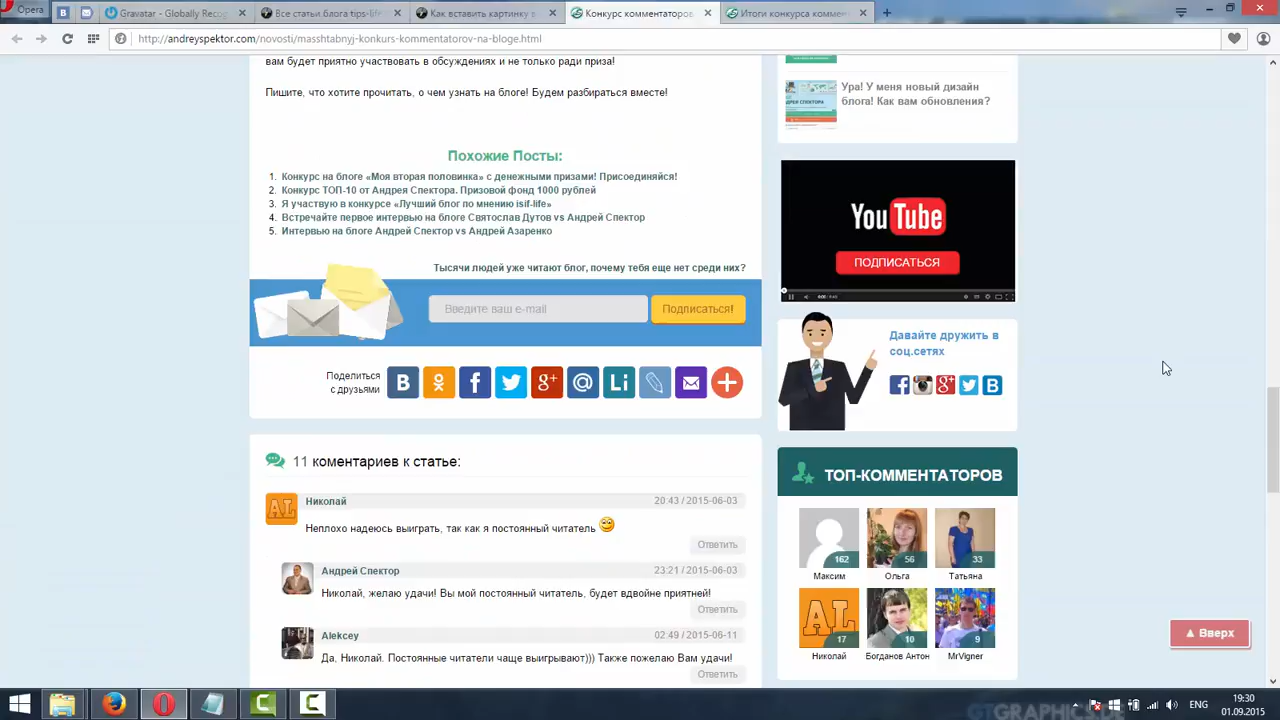 Opera
Gravatar - Globally Recog
Все статьи блога tips-life
Как вставить картинку в
Конкурс комментаторов
Итоги конкурса коммент
http://andreyspektor.com/novosti/masshtabnyj-konkurs-kommentatorov-na-bloge.html
вам будет приятно участвовать в обсуждениях и не только ради приза!
Пишите, что хотите прочитать, о чем узнать на блоге! Будем разбираться вместе!
Похожие Посты:
1. Конкурс на блоге «Моя вторая половинка» с денежными призами! Присоединяйся!
2. Конкурс ТОП-10 от Андрея Спектора. Призовой фонд 1000 рублей
3. Я участвую в конкурсе «Лучший блог по мнению isif-life»
4. Встречайте первое интервью на блоге Святослав Дутов vs Андрей Спектор
5. Интервью на блоге Андрей Спектор vs Андрей Азаренко
Тысячи людей уже читают блог, почему тебя еще нет среди них?
Введите ваш e-mail
Подписаться!
Поделиться
с друзьями
11 коментариев к статье:
Николай
20:43 / 2015-06-03
Неплохо надеюсь выиграть, так как я постоянный читатель
Ответить
Андрей Спектор
23:21 / 2015-06-03
Николай, желаю удачи! Вы мой постоянный читатель, будет вдвойне приятней!
Ответить
Alekcey
02:49 / 2015-06-11
Да, Николай. Постоянные читатели чаще выигрывают))) Также пожелаю Вам удачи!
Ответить
Ура! У меня новый дизайн
блога! Как вам обновления?
YouTube
ПОДПИСАТЬСЯ
Давайте дружить в
соц.сетях
ТОП-КОММЕНТАТОРОВ
162
56
33
Максим
Ольга
Татьяна
AL
17
10
9
Николай
Богданов Антон
MrVigner
Вверх
ENG
19:30
01.09.2015